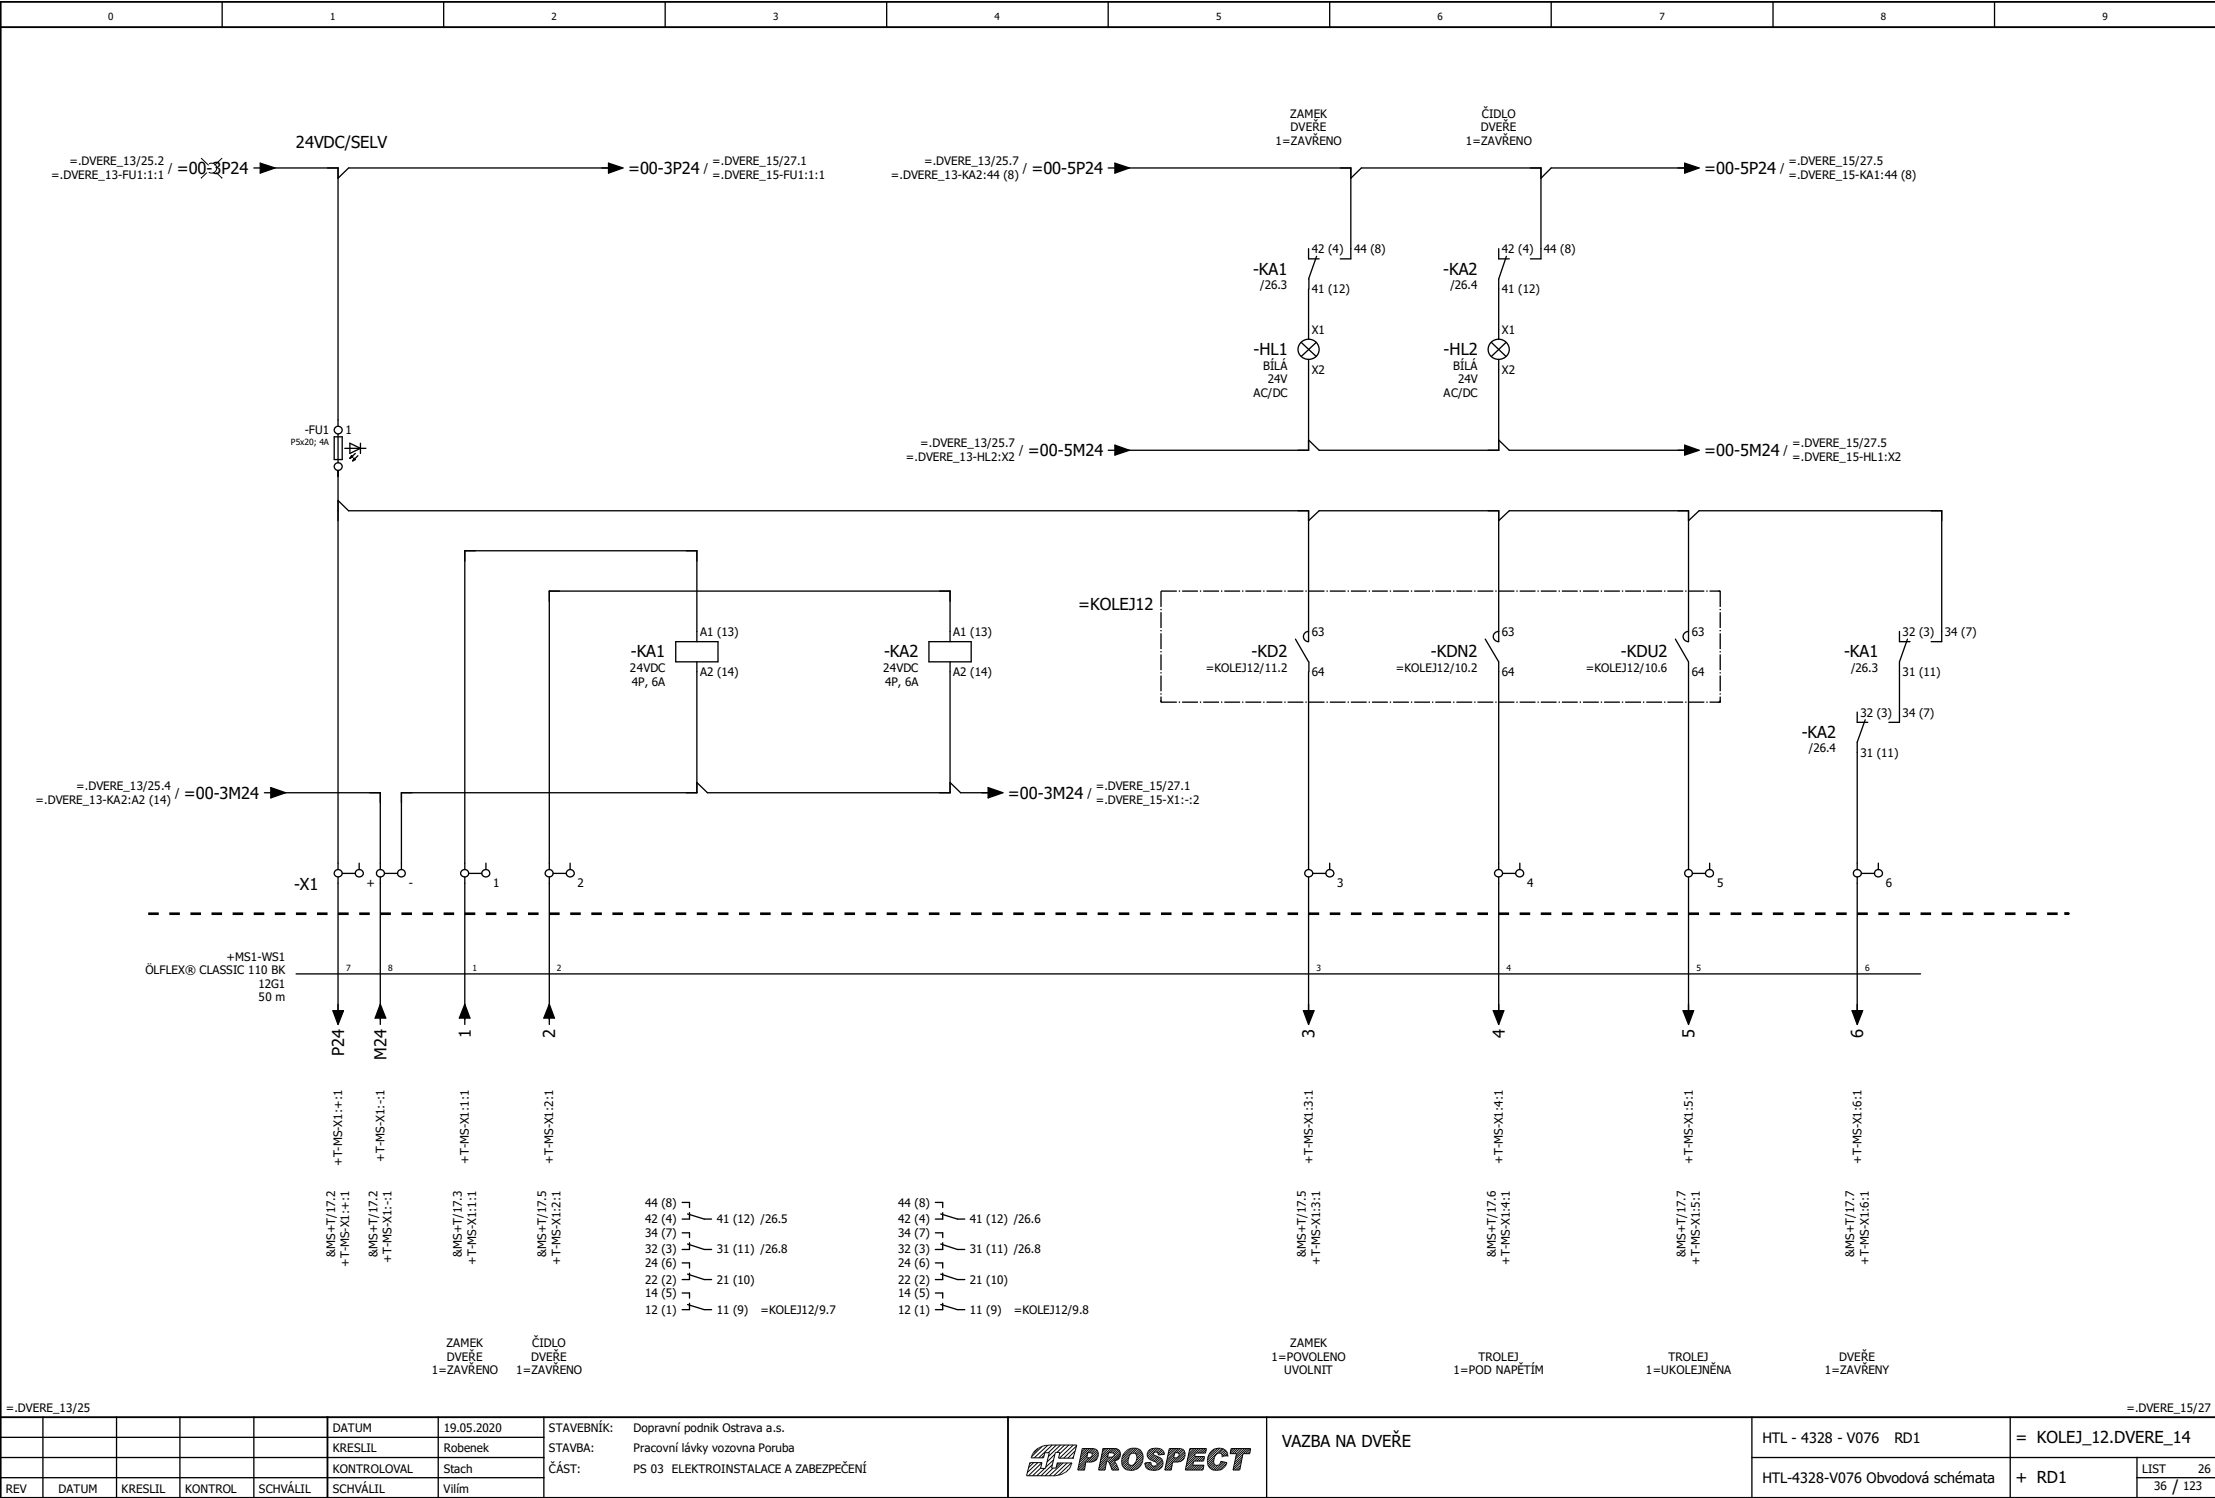 0 1 2 3 4 5 6 7 8 9
24VDC/SELV
=.DVERE_13/25.2
=.DVERE_13-FU1:1:1 / =00-3P24
=00-3P24 / =.DVERE_15/27.1
=.DVERE_15-FU1:1:1
=.DVERE_13/25.7
=.DVERE_13-KA2:44 (8) / =00-5P24
ZAMEK
DVEŘE
1=ZAVŘENO
ČIDLO
DVEŘE
1=ZAVŘENO
=00-5P24 / =.DVERE_15/27.5
=.DVERE_15-KA1:44 (8)
42 (4) 44 (8)
-KA1
/26.3
41 (12)
42 (4) 44 (8)
-KA2
/26.4
41 (12)
X1
-HL1
BÍLÁ
24V
AC/DC
X2
X1
-HL2
BÍLÁ
24V
AC/DC
X2
-FU1 1
P5x20; 4A
=.DVERE_13/25.7
=.DVERE_13-HL2:X2 / =00-5M24
=00-5M24 / =.DVERE_15/27.5
=.DVERE_15-HL1:X2
=KOLEJ12
A1 (13)
-KA1
24VDC
4P, 6A
A2 (14)
A1 (13)
-KA2
24VDC
4P, 6A
A2 (14)
63
-KD2
=KOLEJ12/11.2
64
63
-KDN2
=KOLEJ12/10.2
64
63
-KDU2
=KOLEJ12/10.6
64
32 (3) 34 (7)
-KA1
/26.3
31 (11)
32 (3) 34 (7)
-KA2
/26.4
31 (11)
=.DVERE_13/25.4
=.DVERE_13-KA2:A2 (14) / =00-3M24
=00-3M24 / =.DVERE_15/27.1
=.DVERE_15-X1:-:2
-X1 + - 1 2 3 4 5 6
+MS1-WS1
ÖLFLEX® CLASSIC 110 BK
12G1
50 m
7 8 1 2 3 4 5 6
P24 M24 1 2 3 4 5 6
+T-MS-X1:+:1
+T-MS-X1:-:1
+T-MS-X1:1:1
+T-MS-X1:2:1
+T-MS-X1:3:1
+T-MS-X1:4:1
+T-MS-X1:5:1
+T-MS-X1:6:1
&MS+T/17.2
+T-MS-X1:+:1
&MS+T/17.2
+T-MS-X1:-:1
&MS+T/17.3
+T-MS-X1:1:1
&MS+T/17.5
+T-MS-X1:2:1
44 (8)
42 (4) 41 (12) /26.5
34 (7)
32 (3) 31 (11) /26.8
24 (6)
22 (2) 21 (10)
14 (5)
12 (1) 11 (9) =KOLEJ12/9.7
44 (8)
42 (4) 41 (12) /26.6
34 (7)
32 (3) 31 (11) /26.8
24 (6)
22 (2) 21 (10)
14 (5)
12 (1) 11 (9) =KOLEJ12/9.8
&MS+T/17.5
+T-MS-X1:3:1
&MS+T/17.6
+T-MS-X1:4:1
&MS+T/17.7
+T-MS-X1:5:1
&MS+T/17.7
+T-MS-X1:6:1
ZAMEK
DVEŘE
1=ZAVŘENO
ČIDLO
DVEŘE
1=ZAVŘENO
ZAMEK
1=POVOLENO
UVOLNIT
TROLEJ
1=POD NAPĚTÍM
TROLEJ
1=UKOLEJNĚNA
DVEŘE
1=ZAVŘENY
=.DVERE_13/25
=.DVERE_15/27
DATUM 19.05.2020
KRESLIL Robenek
KONTROLOVAL Stach
REV DATUM KRESLIL KONTROL SCHVÁLIL SCHVÁLIL Vilím
STAVEBNÍK: Dopravní podnik Ostrava a.s.
STAVBA: Pracovní lávky vozovna Poruba
ČÁST: PS 03 ELEKTROINSTALACE A ZABEZPEČENÍ
PROSPECT
VAZBA NA DVEŘE
HTL - 4328 - V076 RD1
HTL-4328-V076 Obvodová schémata
= KOLEJ_12.DVERE_14
+ RD1
LIST 26
36 / 123